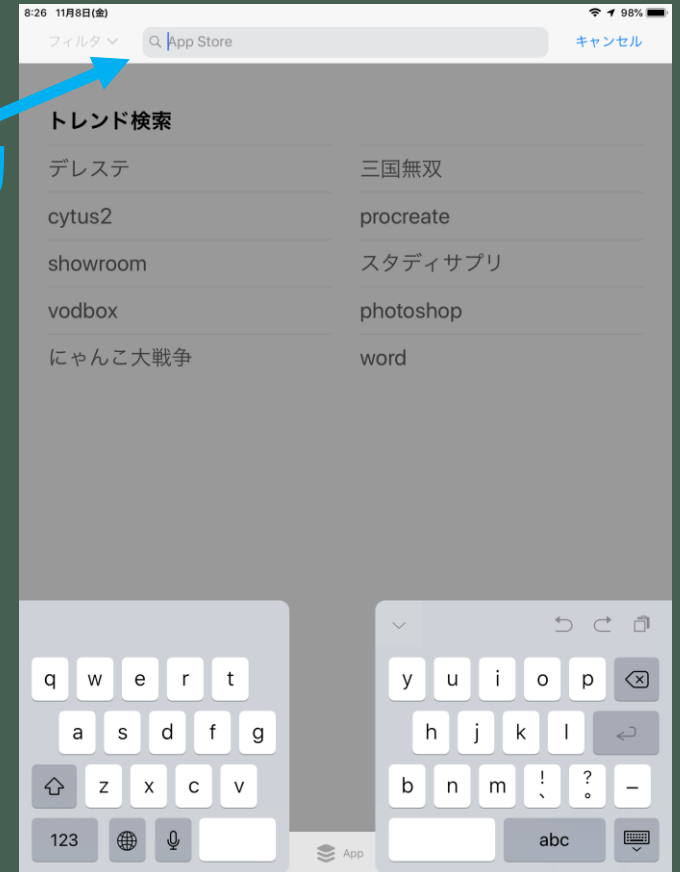 8:26 11月8日(金) 98%
フィルタ App Store キャンセル
トレンド検索
デレステ 三国無双
cytus2 procreate
showroom スタディサプリ
vodbox photoshop
にゃんこ大戦争 word
q w e r t y u i o p
a s d f g h j k l
z x c v b n m ! 、 ? 。 ー
123 abc
App